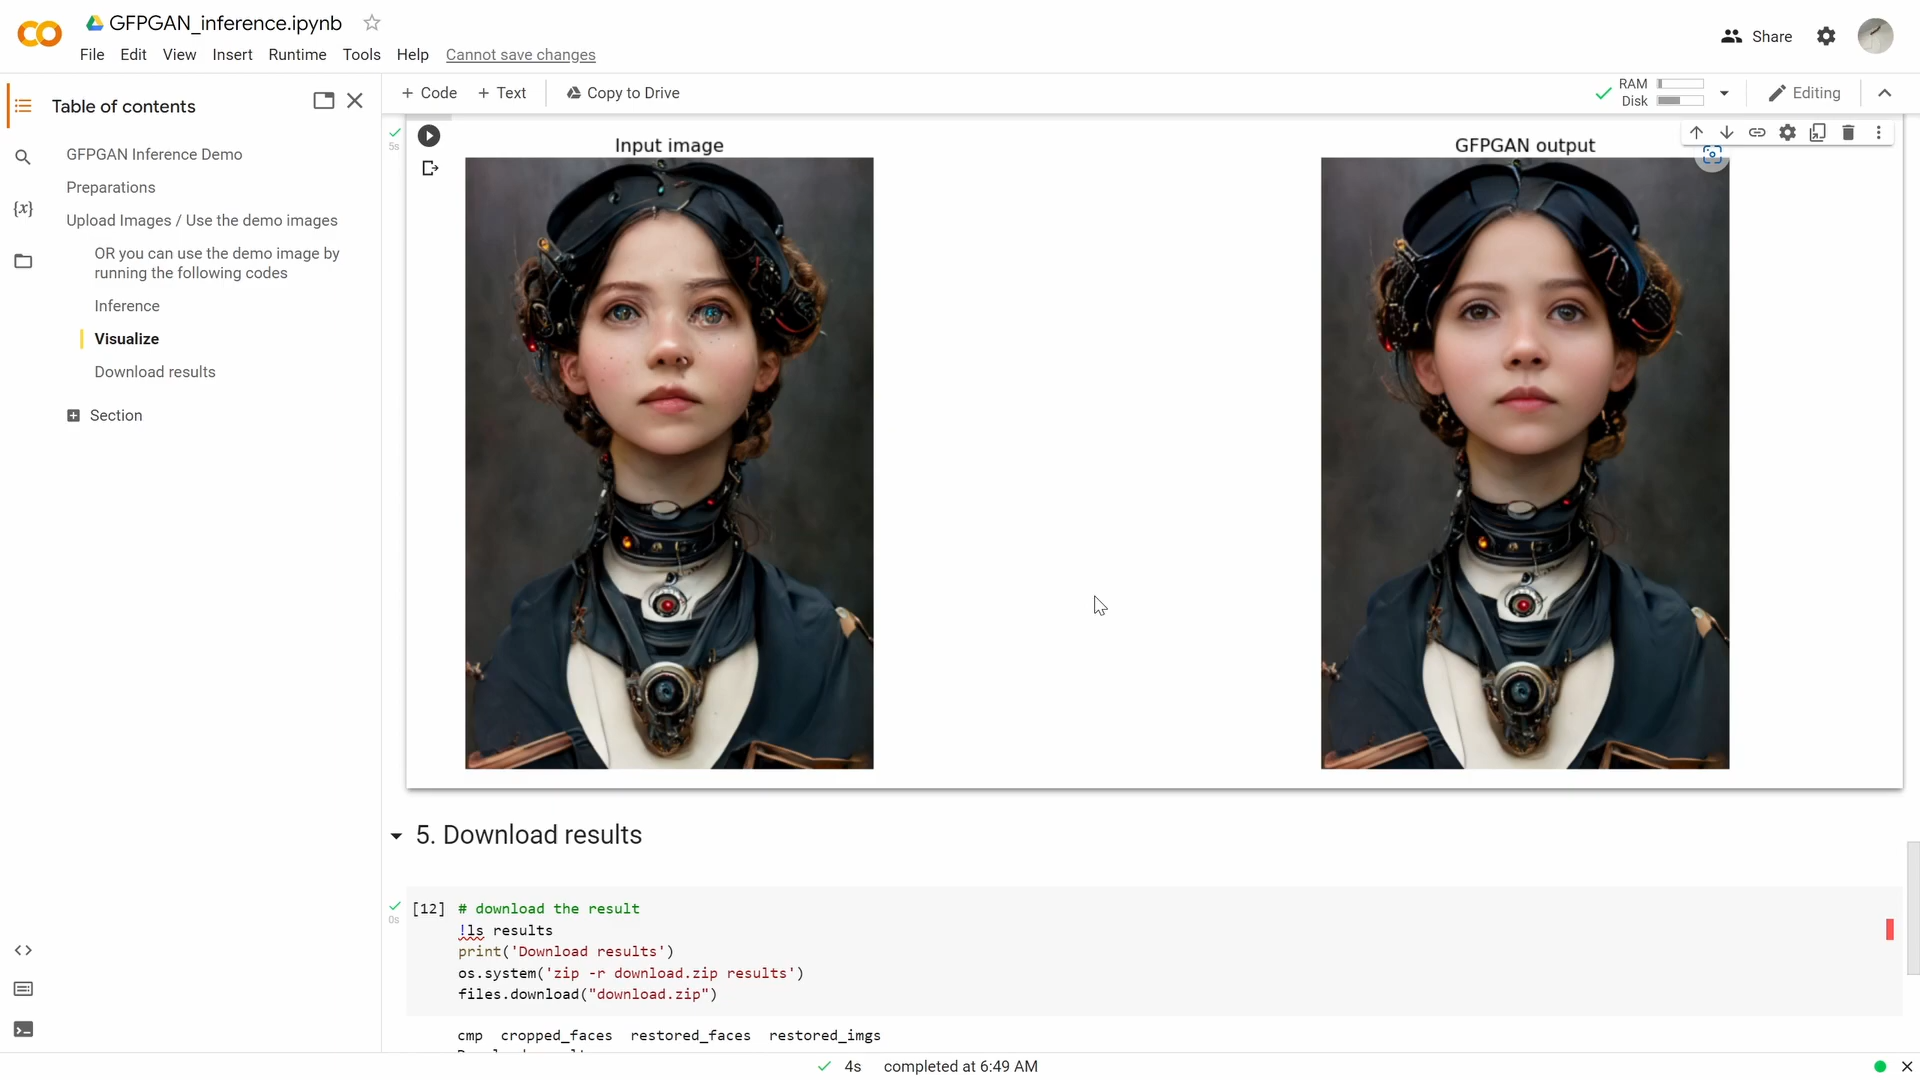 GFPGAN_inference.ipynb
File Edit View Insert Runtime Tools Help Cannot save changes
Share
Table of contents
+ Code + Text Copy to Drive
RAM
Disk
Editing
GFPGAN Inference Demo
Preparations
Upload Images / Use the demo images
OR you can use the demo image by
running the following codes
Inference
Visualize
Download results
Section
{x}
5s
Input image
GFPGAN output
5. Download results
0s
[12] # download the result
!ls results
print('Download results')
os.system('zip -r download.zip results')
files.download("download.zip")
cmp cropped_faces restored_faces restored_imgs
4s completed at 6:49 AM